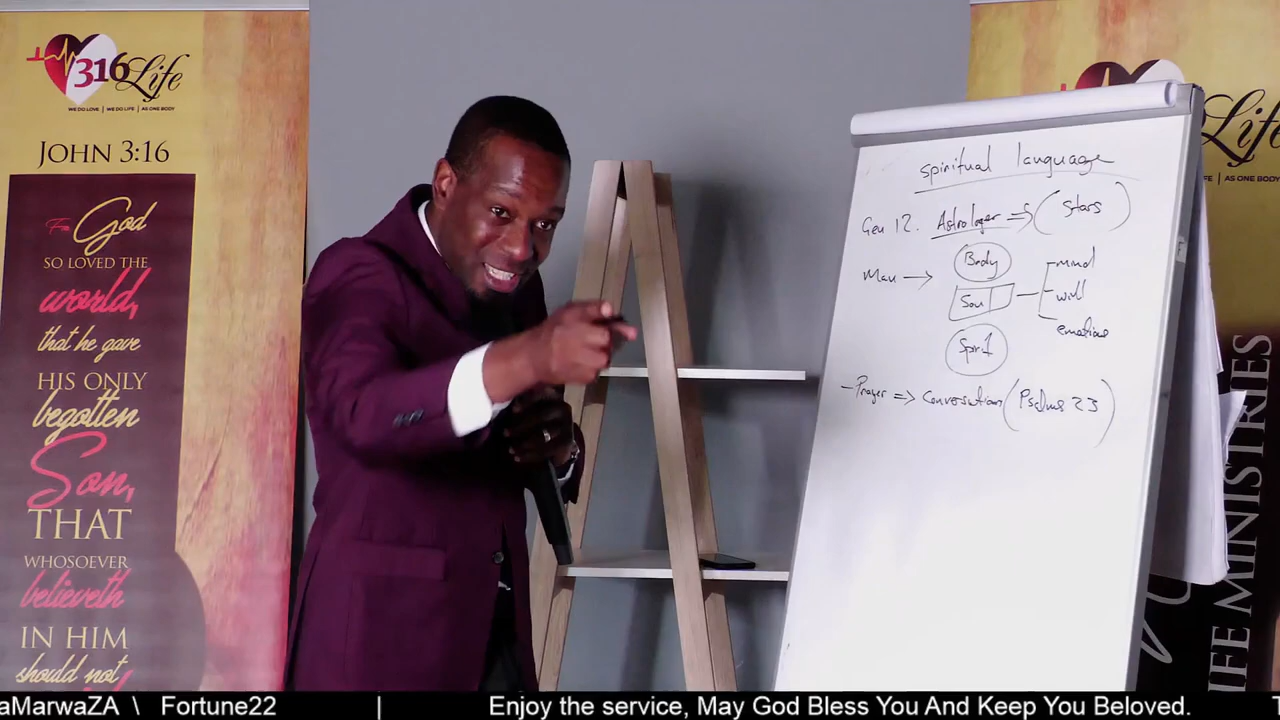 316 Life
WE DO LOVE | WE DO LIFE | AS ONE BODY
JOHN 3:16
For God
SO LOVED THE
world,
that he gave
HIS ONLY
begotten
Son,
THAT
WHOSOEVER
believeth
IN HIM
should not
spiritual language
Gen 12. Astrologer => (Stars)
Man → Body
Soul
mind
will
emotions
Spirit
- Prayer => Conversation (Psalms 23)
Life
FE | AS ONE BODY
LIFE MINISTRIES
aMarwaZA \ Fortune22 | Enjoy the service, May God Bless You And Keep You Beloved.